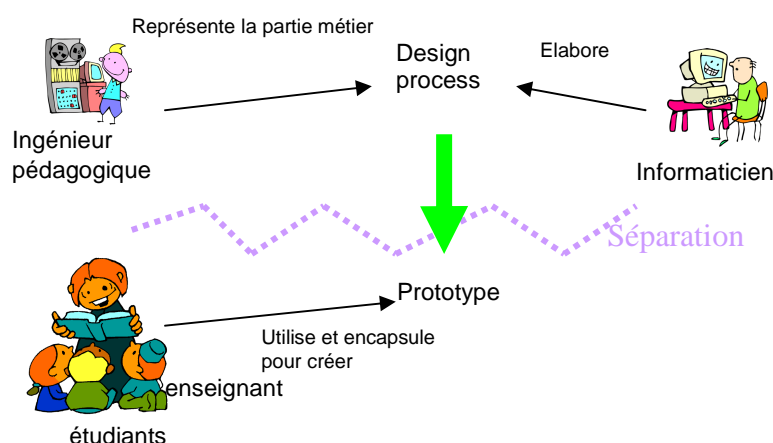 Représente la partie métier
Design
process
Elabore
Ingénieur
pédagogique
Informaticien
Séparation
Prototype
Utilise et encapsule
pour créer
enseignant
étudiants